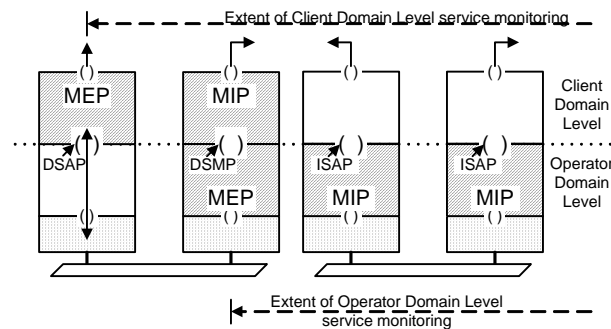 Extent of Client Domain Level service monitoring
( ) ( ) ( ) ( )
MEP MIP
Client
Domain
Level
( ) ( ) ( ) ( )
DSAP DSMP ISAP ISAP
Operator
Domain
Level
MEP MIP MIP
( ) ( ) ( ) ( )
Extent of Operator Domain Level
service monitoring